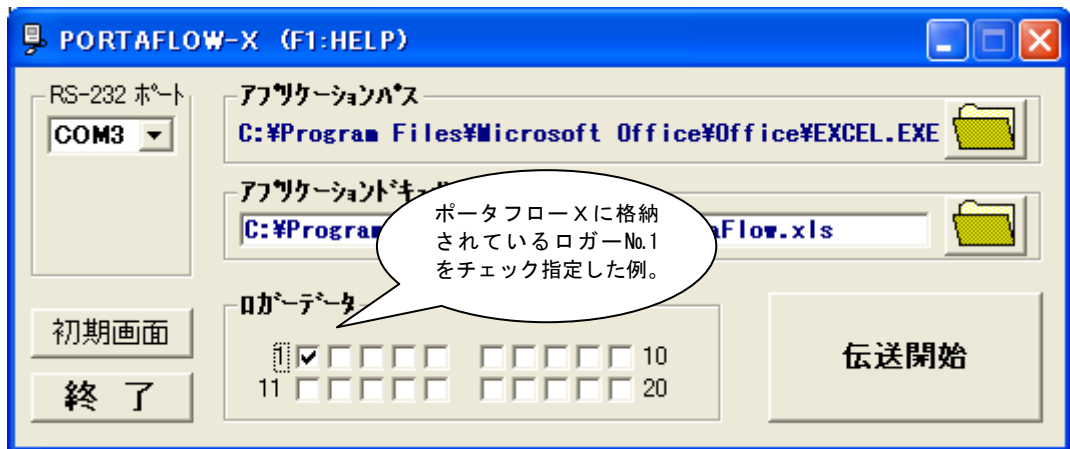 PORTAFLOW-X (F1:HELP)
RS-232 ポート
COM3
アプリケーションパス
C:¥Program Files¥Microsoft Office¥Office¥EXCEL.EXE
アプリケーションドキュ
C:¥Progra
aFlow.xls
ポータフローXに格納
されているロガー№1
をチェック指定した例。
ロガーデータ
1
10
11
20
初期画面
終 了
伝送開始